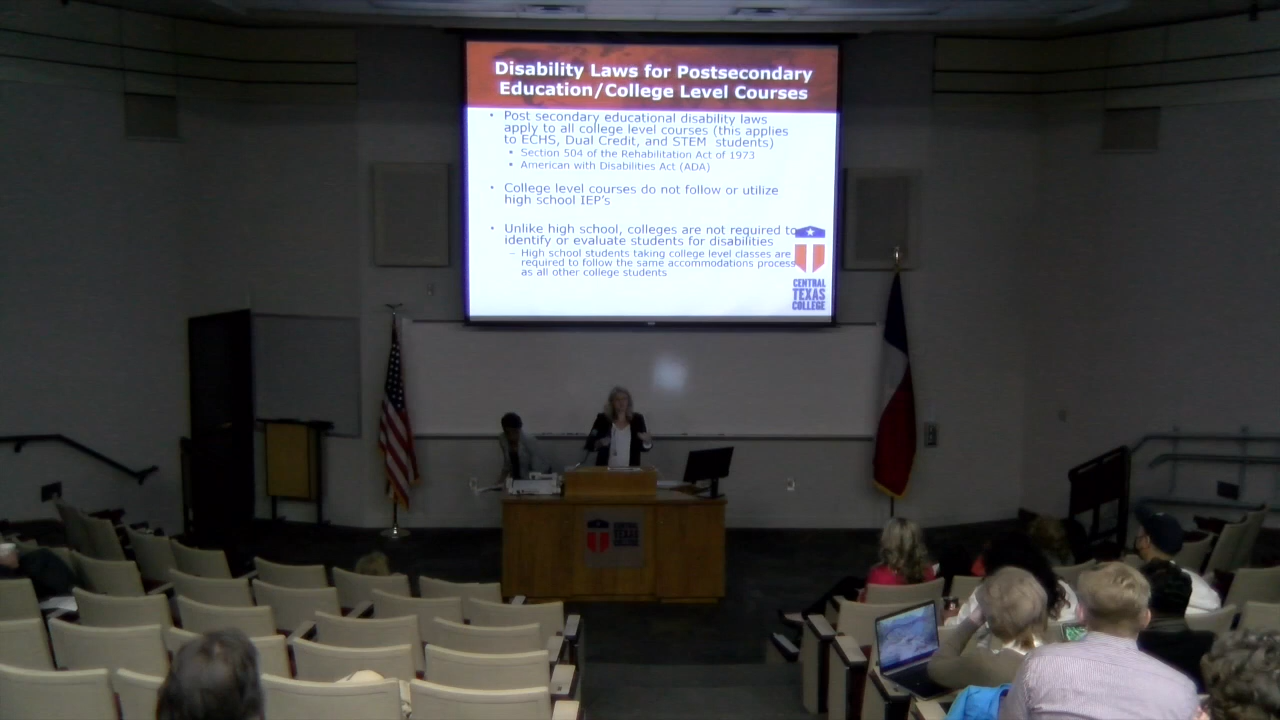 Disability Laws for Postsecondary
Education/College Level Courses
• Post secondary educational disability laws
apply to all college level courses (this applies
to ECHS, Dual Credit, and STEM students)
• Section 504 of the Rehabilitation Act of 1973
• American with Disabilities Act (ADA)
• College level courses do not follow or utilize
high school IEP's
• Unlike high school, colleges are not required to
identify or evaluate students for disabilities
– High school students taking college level classes are
required to follow the same accommodations process
as all other college students
CENTRAL
TEXAS
COLLEGE
CENTRAL
TEXAS
COLLEGE